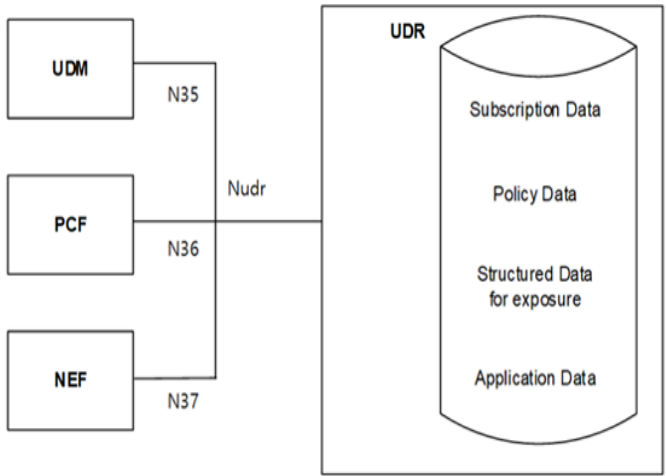 UDM
N35
PCF
N36
NEF
N37
Nudr
UDR
Subscription Data
Policy Data
Structured Data
for exposure
Application Data